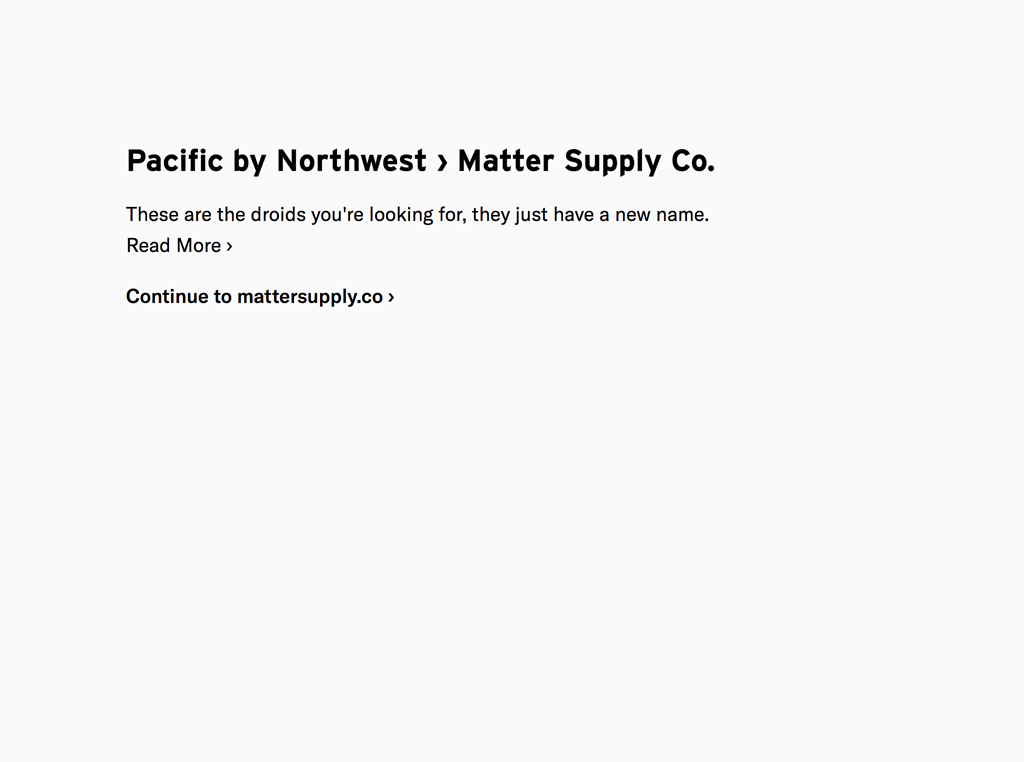 Pacific by Northwest › Matter Supply Co.
These are the droids you're looking for, they just have a new name.
Read More ›
Continue to mattersupply.co ›